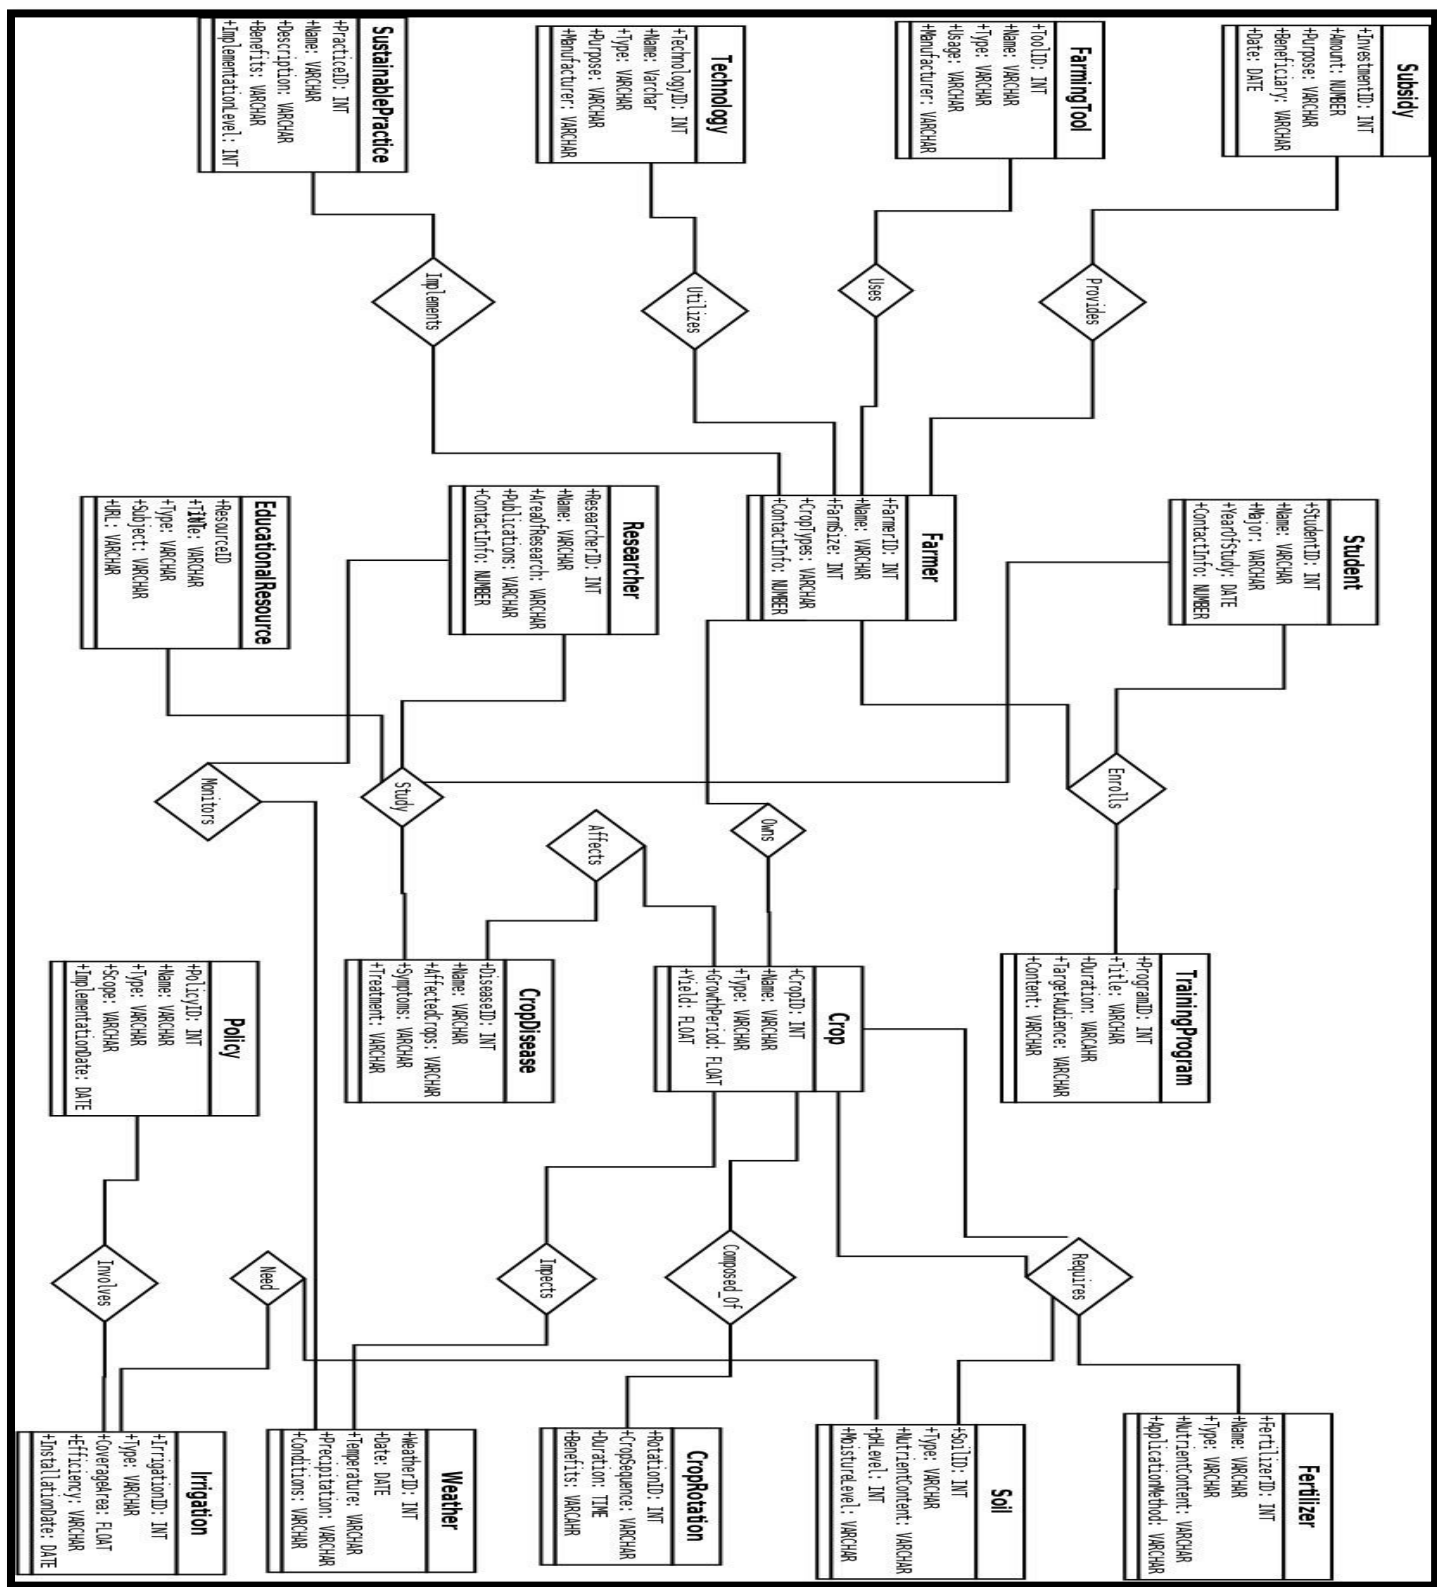 Subsidy
+InvestmentID: INT
+Amount: NUMBER
+Purpose: VARCHAR
+Beneficiary: VARCHAR
+Date: DATE
FarmingTool
+ToolID: INT
+Name: VARCHAR
+Type: VARCHAR
+Usage: VARCHAR
+Manufacturer: VARCHAR
Technology
+TechnologyID: INT
+Name: Varchar
+Type: VARCHAR
+Purpose: VARCHAR
+Manufacturer: VARCHAR
SustainablePractice
+PracticeID: INT
+Name: VARCHAR
+Description: VARCHAR
+Benefits: VARCHAR
+ImplementationLevel: INT
Provides
Uses
Utilizes
Implements
Student
+StudentID: INT
+Name: VARCHAR
+Major: VARCHAR
+YearOfStudy: DATE
+ContactInfo: NUMBER
Farmer
+FarmerID: INT
+Name: VARCHAR
+FarmSize: INT
+CropTypes: VARCHAR
+ContactInfo: NUMBER
Researcher
+ResearcherID: INT
+Name: VARCHAR
+AreaOfResearch: VARCHAR
+Publications: VARCHAR
+ContactInfo: NUMBER
EducationalResource
+ResourceID
+Title: VARCHAR
+Type: VARCHAR
+Subject: VARCHAR
+URL: VARCHAR
Enrolls
Owns
Affects
Study
Monitors
TrainingProgram
+ProgramID: INT
+Title: VARCHAR
+Duration: VARCAHR
+TargetAudience: VARCHAR
+Content: VARCHAR
Crop
+CropID: INT
+Name: VARCHAR
+Type: VARCHAR
+GrowthPeriod: FLOAT
+Yield: FLOAT
CropDisease
+DiseaseID: INT
+Name: VARCHAR
+AffectedCrops: VARCHAR
+Symptoms: VARCHAR
+Treatment: VARCHAR
Policy
+PolicyID: INT
+Name: VARCHAR
+Type: VARCHAR
+Scope: VARCHAR
+ImplementationDate: DATE
Requires
Composed_Of
Impects
Need
Involves
Fertilizer
+FertilizerID: INT
+Name: VARCHAR
+Type: VARCHAR
+NutrientContent: VARCHAR
+ApplicationMethod: VARCHAR
Soil
+SoilID: INT
+Type: VARCHAR
+NutrientContent: VARCHAR
+pHLevel: INT
+MoistureLevel: VARCHAR
CropRotation
+RotationID: INT
+CropSequence: VARCHAR
+Duration: TIME
+Benefits: VARCAHR
Weather
+WeatherID: INT
+Date: DATE
+Temperature: VARCHAR
+Precipitation: VARCHAR
+Conditions: VARCHAR
Irrigation
+IrrigationID: INT
+Type: VARCHAR
+CoverageArea: FLOAT
+Efficiency: VARCHAR
+InstallationDate: DATE